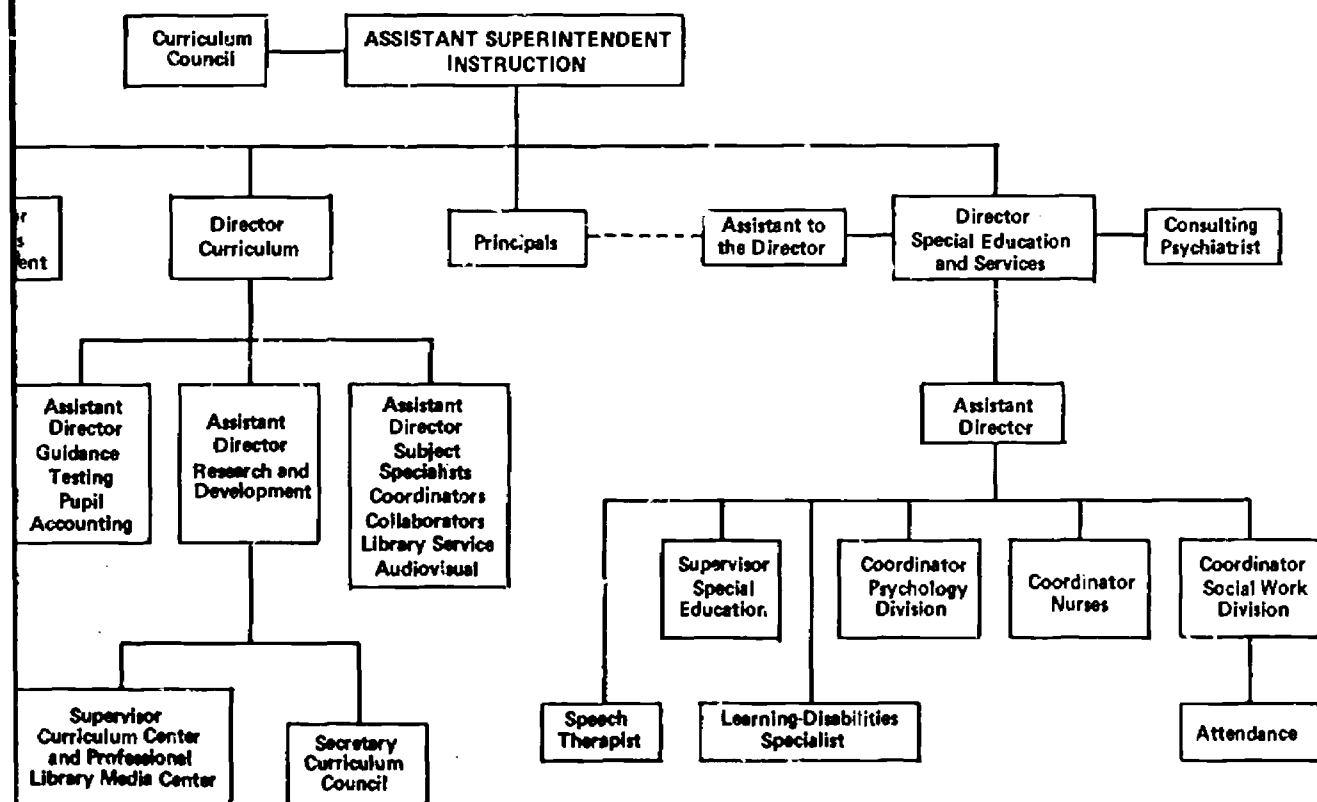 Curriculum
Council
ASSISTANT SUPERINTENDENT
INSTRUCTION
Director
Curriculum
Principals
Assistant to
the Director
Director
Special Education
and Services
Consulting
Psychiatrist
Assistant
Director
Guidance
Testing
Pupil
Accounting
Assistant
Director
Research and
Development
Assistant
Director
Subject
Specialists
Coordinators
Collaborators
Library Service
Audiovisual
Assistant
Director
Supervisor
Special
Education
Coordinator
Psychology
Division
Coordinator
Nurses
Coordinator
Social Work
Division
Supervisor
Curriculum Center
and Professional
Library Media Center
Secretary
Curriculum
Council
Speech
Therapist
Learning-Disabilities
Specialist
Attendance